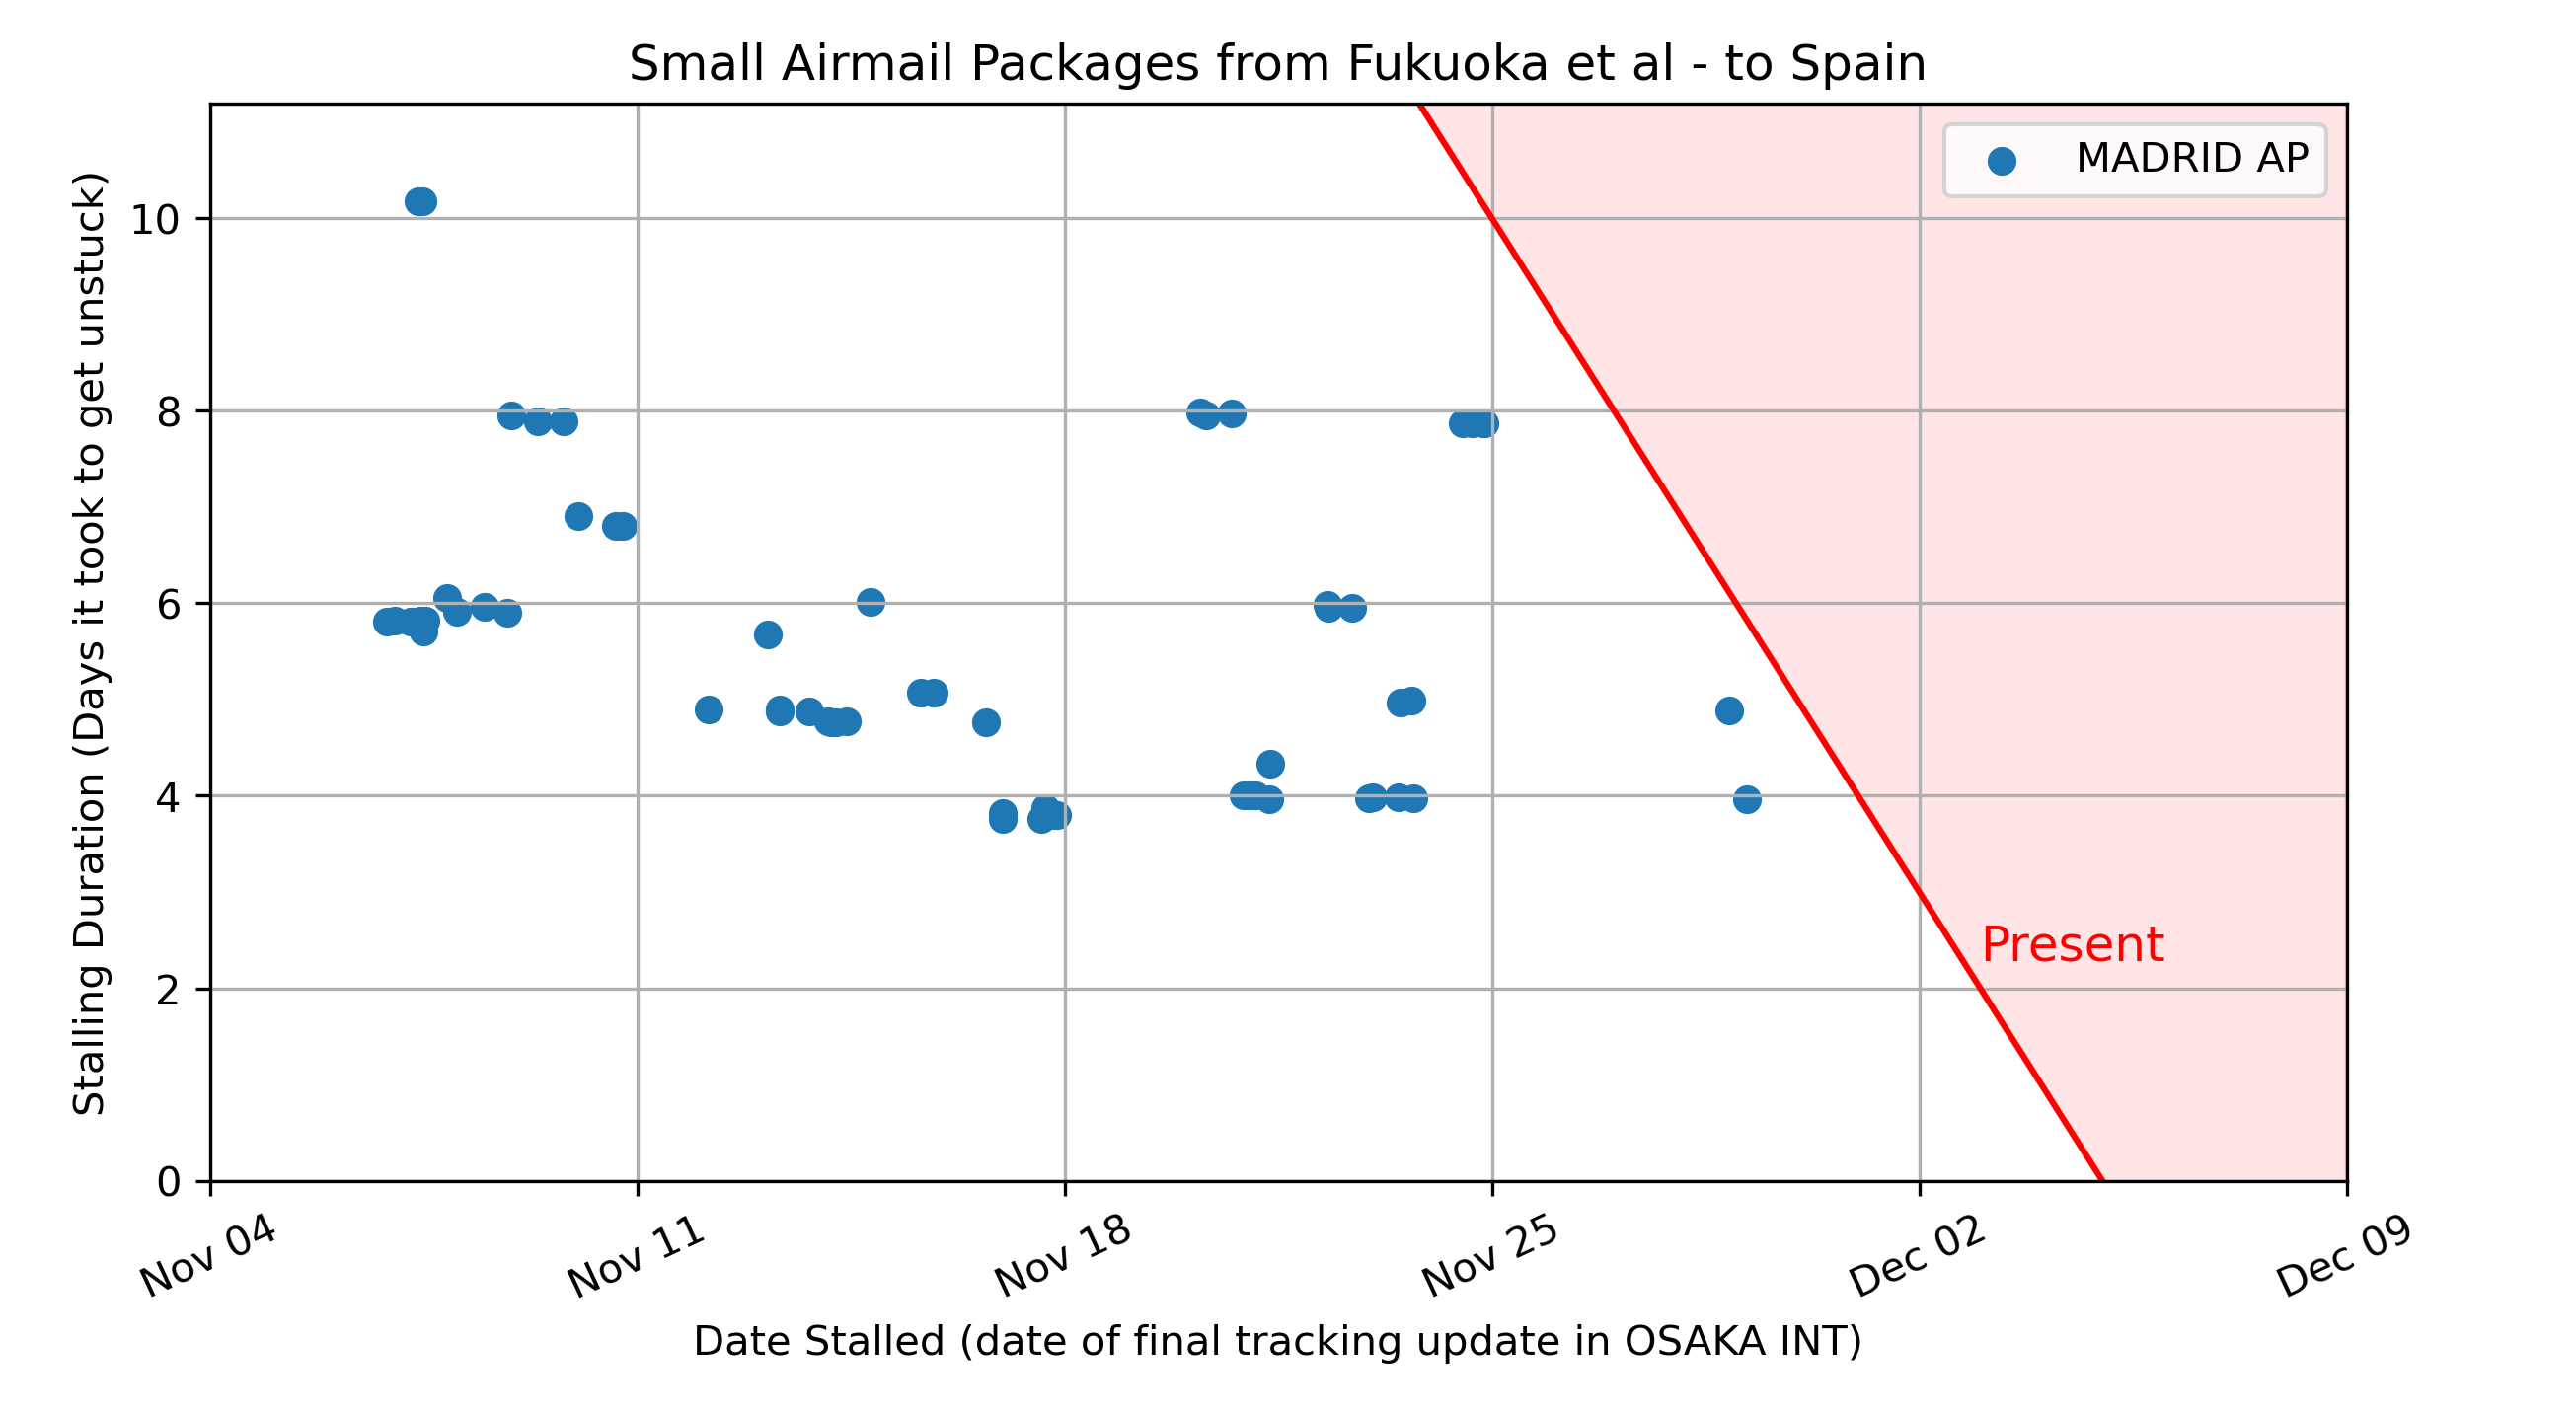 Small Airmail Packages from Fukuoka et al - to Spain
MADRID AP
Stalling Duration (Days it took to get unstuck)
10
8
6
4
2
0
Present
Nov 04
Nov 11
Nov 18
Nov 25
Dec 02
Dec 09
Date Stalled (date of final tracking update in OSAKA INT)